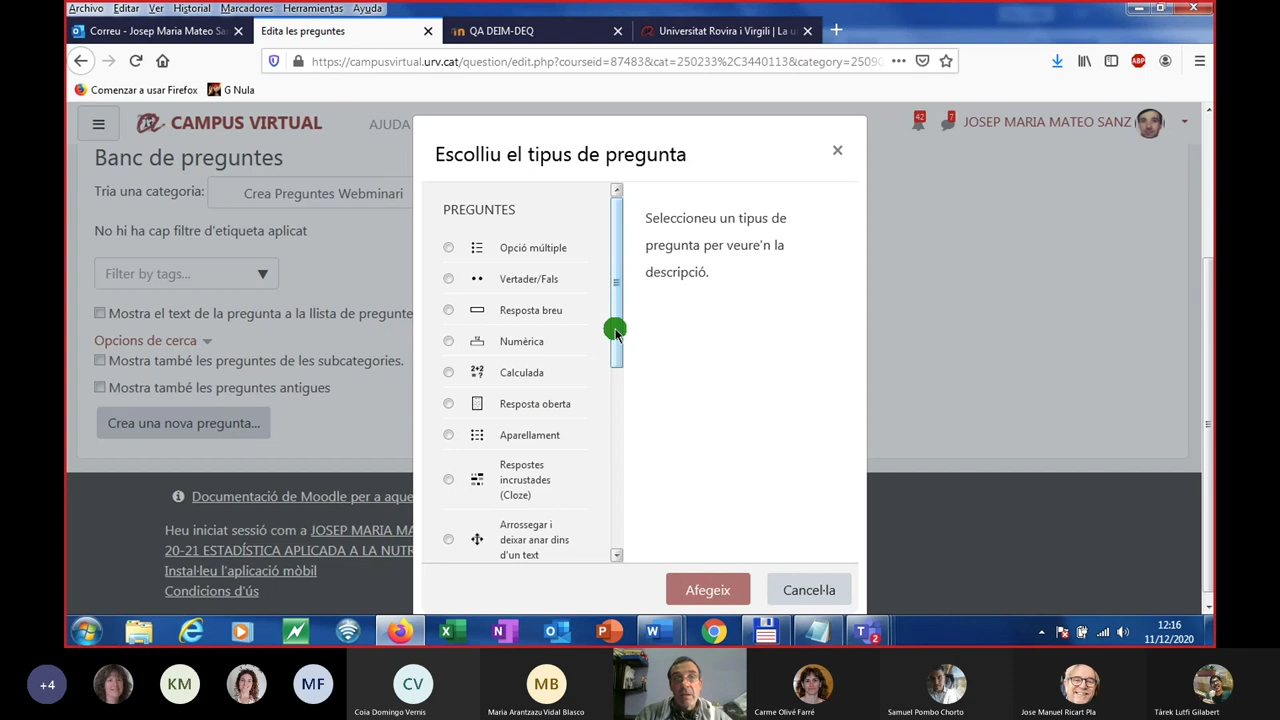 Archivo Editar Ver Historial Marcadores Herramientas Ayuda
Correu - Josep Maria Mateo San
Edita les preguntes
QA DEIM-DEQ
Universitat Rovira i Virgili | La u
https://campusvirtual.urv.cat/question/edit.php?courseid=87483&cat=250233%2C3440113&category=2509
ABP
Comenzar a usar Firefox
G Nula
CAMPUS VIRTUAL
AJUDA
42
7
JOSEP MARIA MATEO SANZ
Banc de preguntes
Tria una categoria:
Crea Preguntes Webminari
No hi ha cap filtre d'etiqueta aplicat
Filter by tags...
Mostra el text de la pregunta a la llista de pregunte
Opcions de cerca
Mostra també les preguntes de les subcategories.
Mostra també les preguntes antigues
Crea una nova pregunta...
Escolliu el tipus de pregunta
PREGUNTES
Opció múltiple
Vertader/Fals
Resposta breu
Numèrica
Calculada
Resposta oberta
Aparellament
Respostes
incrustades
(Cloze)
Arrossegar i
deixar anar dins
d'un text
Seleccioneu un tipus de
pregunta per veure'n la
descripció.
Afegeix
Cancel·la
Documentació de Moodle per a aque
Heu iniciat sessió com a JOSEP MARIA MA
20-21 ESTADÍSTICA APLICADA A LA NUTR
Instal·leu l'aplicació mòbil
Condicions d'ús
12:16
11/12/2020
+4
KM
MF
CV
Coia Domingo Vernis
MB
Maria Arantzazu Vidal Blasco
Carme Olivé Farré
Samuel Pombo Chorto
Jose Manuel Ricart Pla
Tárek Lutfi Gilabert